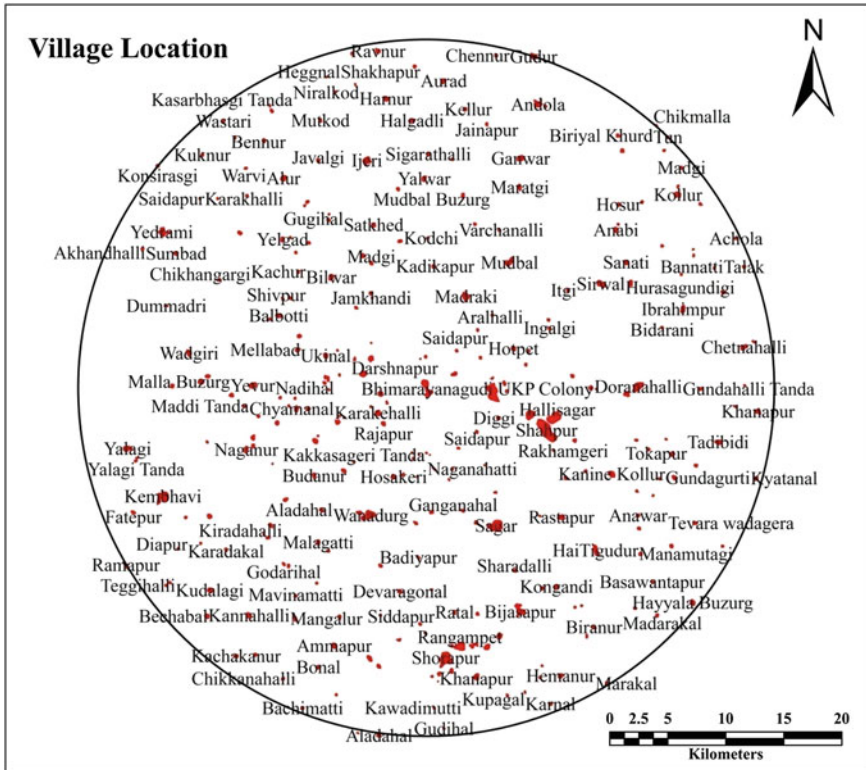 Village Location
N
Ravnur
Chennur Gudur
Heggnal Shakhapur
Aurad
Niralkod
Kasarbhasgi Tanda
Harnur
Andola
Wastari
Mutkod
Halgadli
Kellur
Chikmalla
Jainapur
Biriyal Khurd Tun
Bennur
Kuknur
Javalgi
Ijeri
Sigarathalli
Ganwar
Konsirasgi
Warvi
Alur
Yalwar
Madgi
Saidapur Karakhalli
Mudbal Buzurg
Maratgi
Kollur
Hosur
Gugihal
Satkhed
Yedrami
Varchanalli
Anabi
Yelgad
Kodchi
Achola
Akhandhalli Sumbad
Madgi
Mudbal
Sanati
Kachur
Kadikapur
Bannatti Talak
Chikhangargi
Bilwar
Sirwal
Hurasagundigi
Itgi
Shivpur
Jamkhandi
Madraki
Dummadri
Ibrahimpur
Balbotti
Aralhalli
Ingalgi
Bidarani
Saidapur
Mellabad
Hotpet
Chetnahalli
Wadgiri
Ukinal
Darshnapur
Malla Buzurg
Yevur
Nadihal
Bhimarayanagudi
UKP Colony
Doranahalli
Gundahalli Tanda
Maddi Tanda
Chyamanal
Karakehalli
Diggi
Hallisagar
Khanapur
Rajapur
Shahpur
Saidapur
Yalagi
Naganur
Rakhamgeri
Tadibidi
Kakkasageri Tanda
Tokapur
Yalagi Tanda
Naganahatti
Budanur
Hosakeri
Kanine Kollur
Gundagurti
Kyatanal
Kembhavi
Aladahal
Wanadurg
Ganganahal
Fatepur
Sagar
Rastapur
Anawar
Tevara wadagera
Kiradahalli
Diapur
Karadakal
Malagatti
Hai Tigudur
Manamutagi
Badiyapur
Ramapur
Godarihal
Sharadalli
Teggihalli
Kudalagi
Mavinamatti
Devaragonal
Kongandi
Basawantapur
Hayyala Buzurg
Bechabal
Kannahalli
Mangalur
Siddapur
Ratal
Bijasapur
Madarakal
Biranur
Rangampet
Ammapur
Kachakanur
Shorapur
Bonal
Chikkanahalli
Khanapur
Hemanur
Marakal
Kupagal
Bachimatti
Kawadimutti
Karnal
Gudihal
Aladahal
0 2.5 5 10 15 20
Kilometers